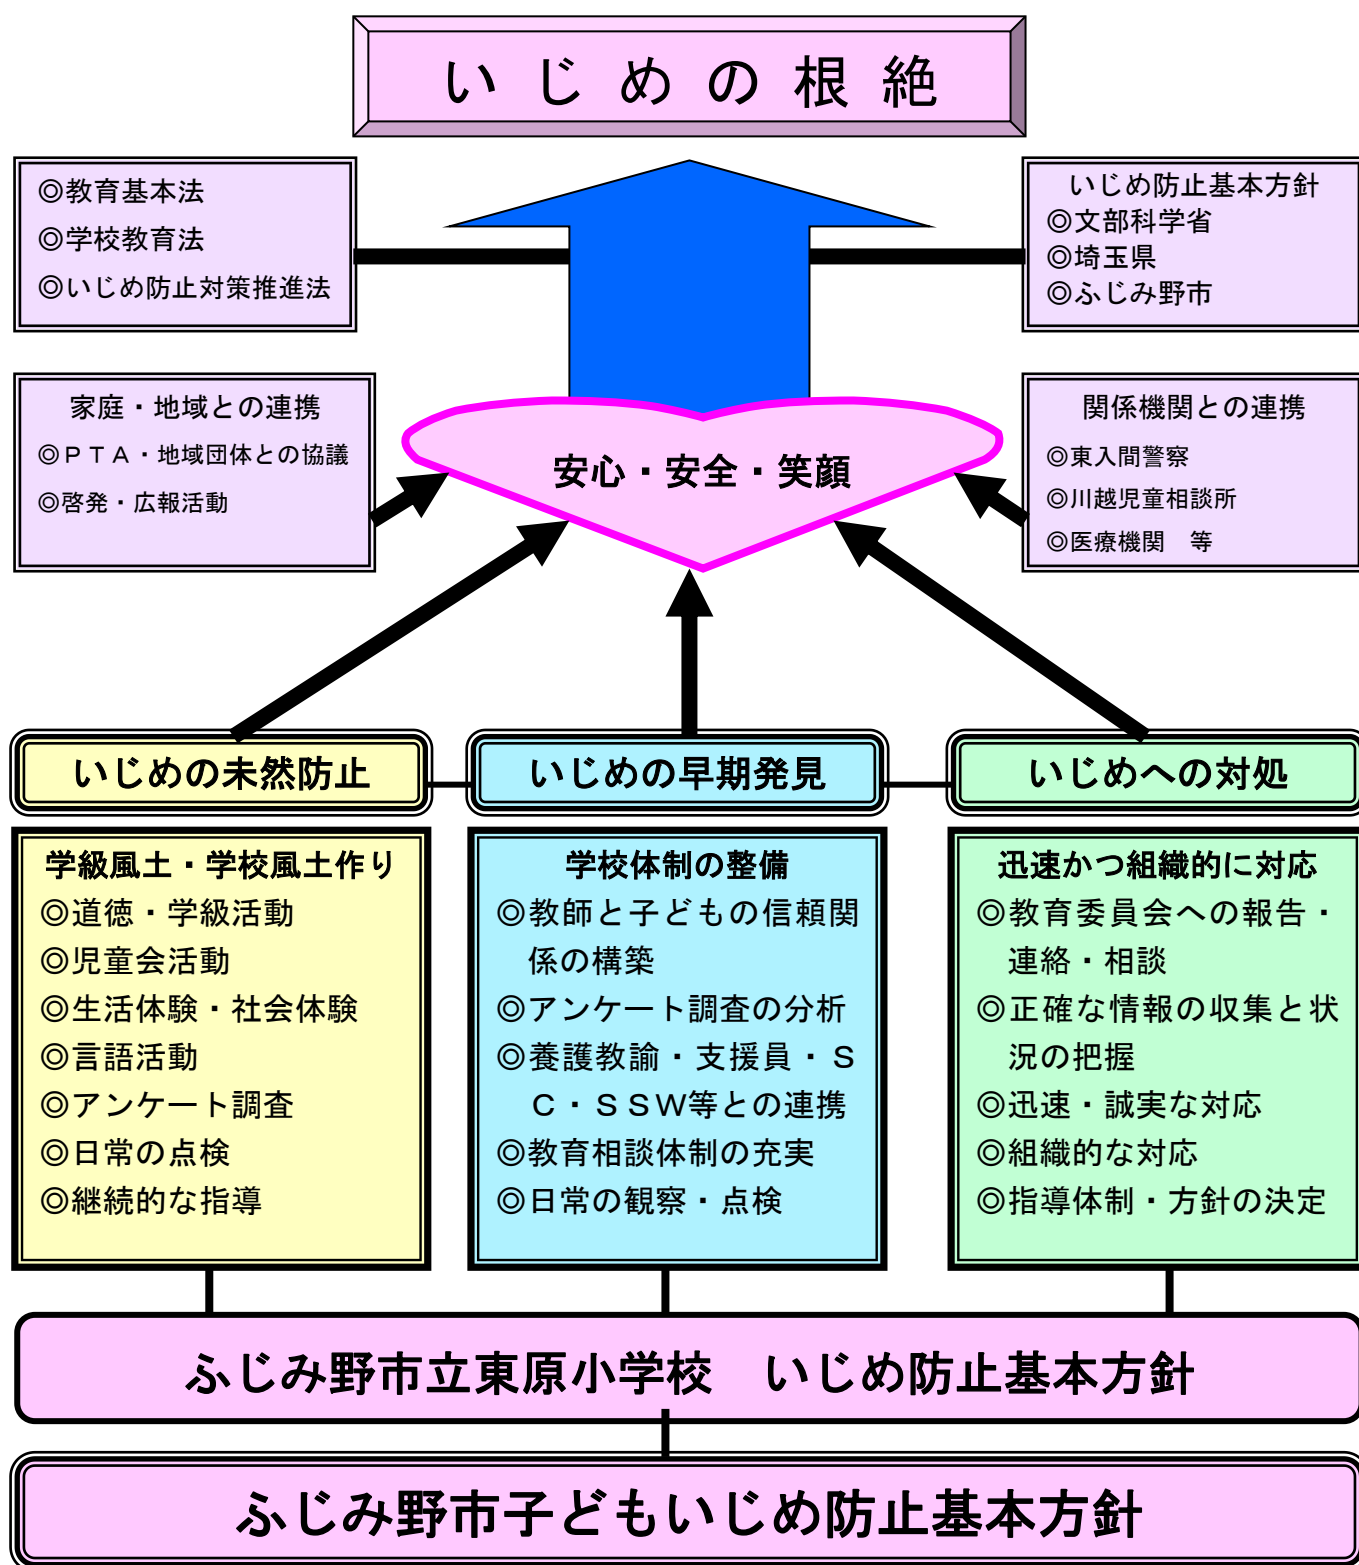 いじめの根絶
◎教育基本法
◎学校教育法
◎いじめ防止対策推進法
いじめ防止基本方針
◎文部科学省
◎埼玉県
◎ふじみ野市
家庭・地域との連携
◎ＰＴＡ・地域団体との協議
◎啓発・広報活動
安心・安全・笑顔
関係機関との連携
◎東入間警察
◎川越児童相談所
◎医療機関　等
いじめの未然防止
学級風土・学校風土作り
◎道徳・学級活動
◎児童会活動
◎生活体験・社会体験
◎言語活動
◎アンケート調査
◎日常の点検
◎継続的な指導
いじめの早期発見
学校体制の整備
◎教師と子どもの信頼関
係の構築
◎アンケート調査の分析
◎養護教諭・支援員・Ｓ
Ｃ・ＳＳＷ等との連携
◎教育相談体制の充実
◎日常の観察・点検
いじめへの対処
迅速かつ組織的に対応
◎教育委員会への報告・
連絡・相談
◎正確な情報の収集と状
況の把握
◎迅速・誠実な対応
◎組織的な対応
◎指導体制・方針の決定
ふじみ野市立東原小学校　いじめ防止基本方針
ふじみ野市子どもいじめ防止基本方針